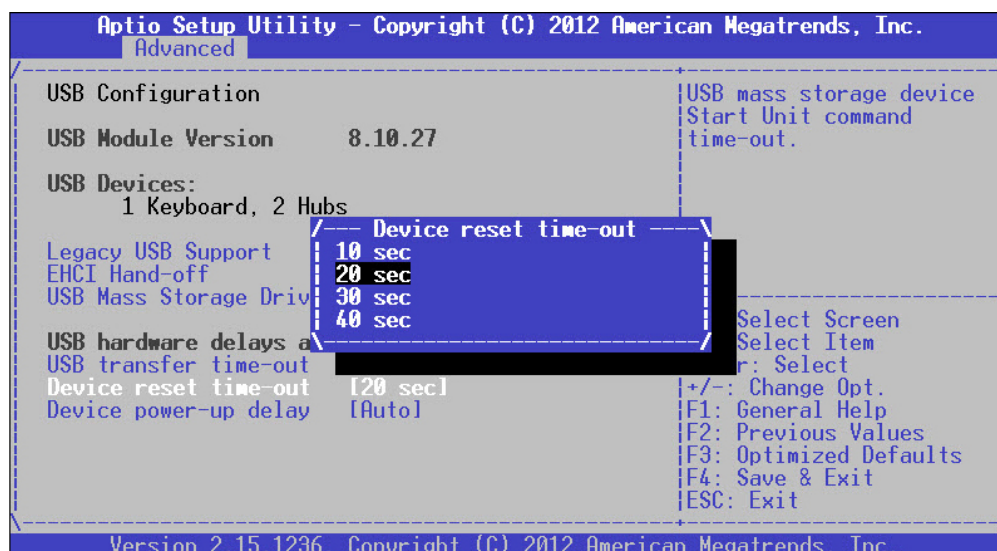 Aptio Setup Utility - Copyright (C) 2012 American Megatrends, Inc.
Advanced
USB Configuration
USB Module Version 8.10.27
USB Devices:
1 Keyboard, 2 Hubs
Legacy USB Support
EHCI Hand-off
USB Mass Storage Driv
USB hardware delays a
USB transfer time-out
Device reset time-out [20 sec]
Device power-up delay [Auto]
Device reset time-out
10 sec
20 sec
30 sec
40 sec
USB mass storage device
Start Unit command
time-out.
Select Screen
Select Item
r: Select
+/-: Change Opt.
F1: General Help
F2: Previous Values
F3: Optimized Defaults
F4: Save & Exit
ESC: Exit
Version 2.15.1236. Copyright (C) 2012 American Megatrends, Inc.